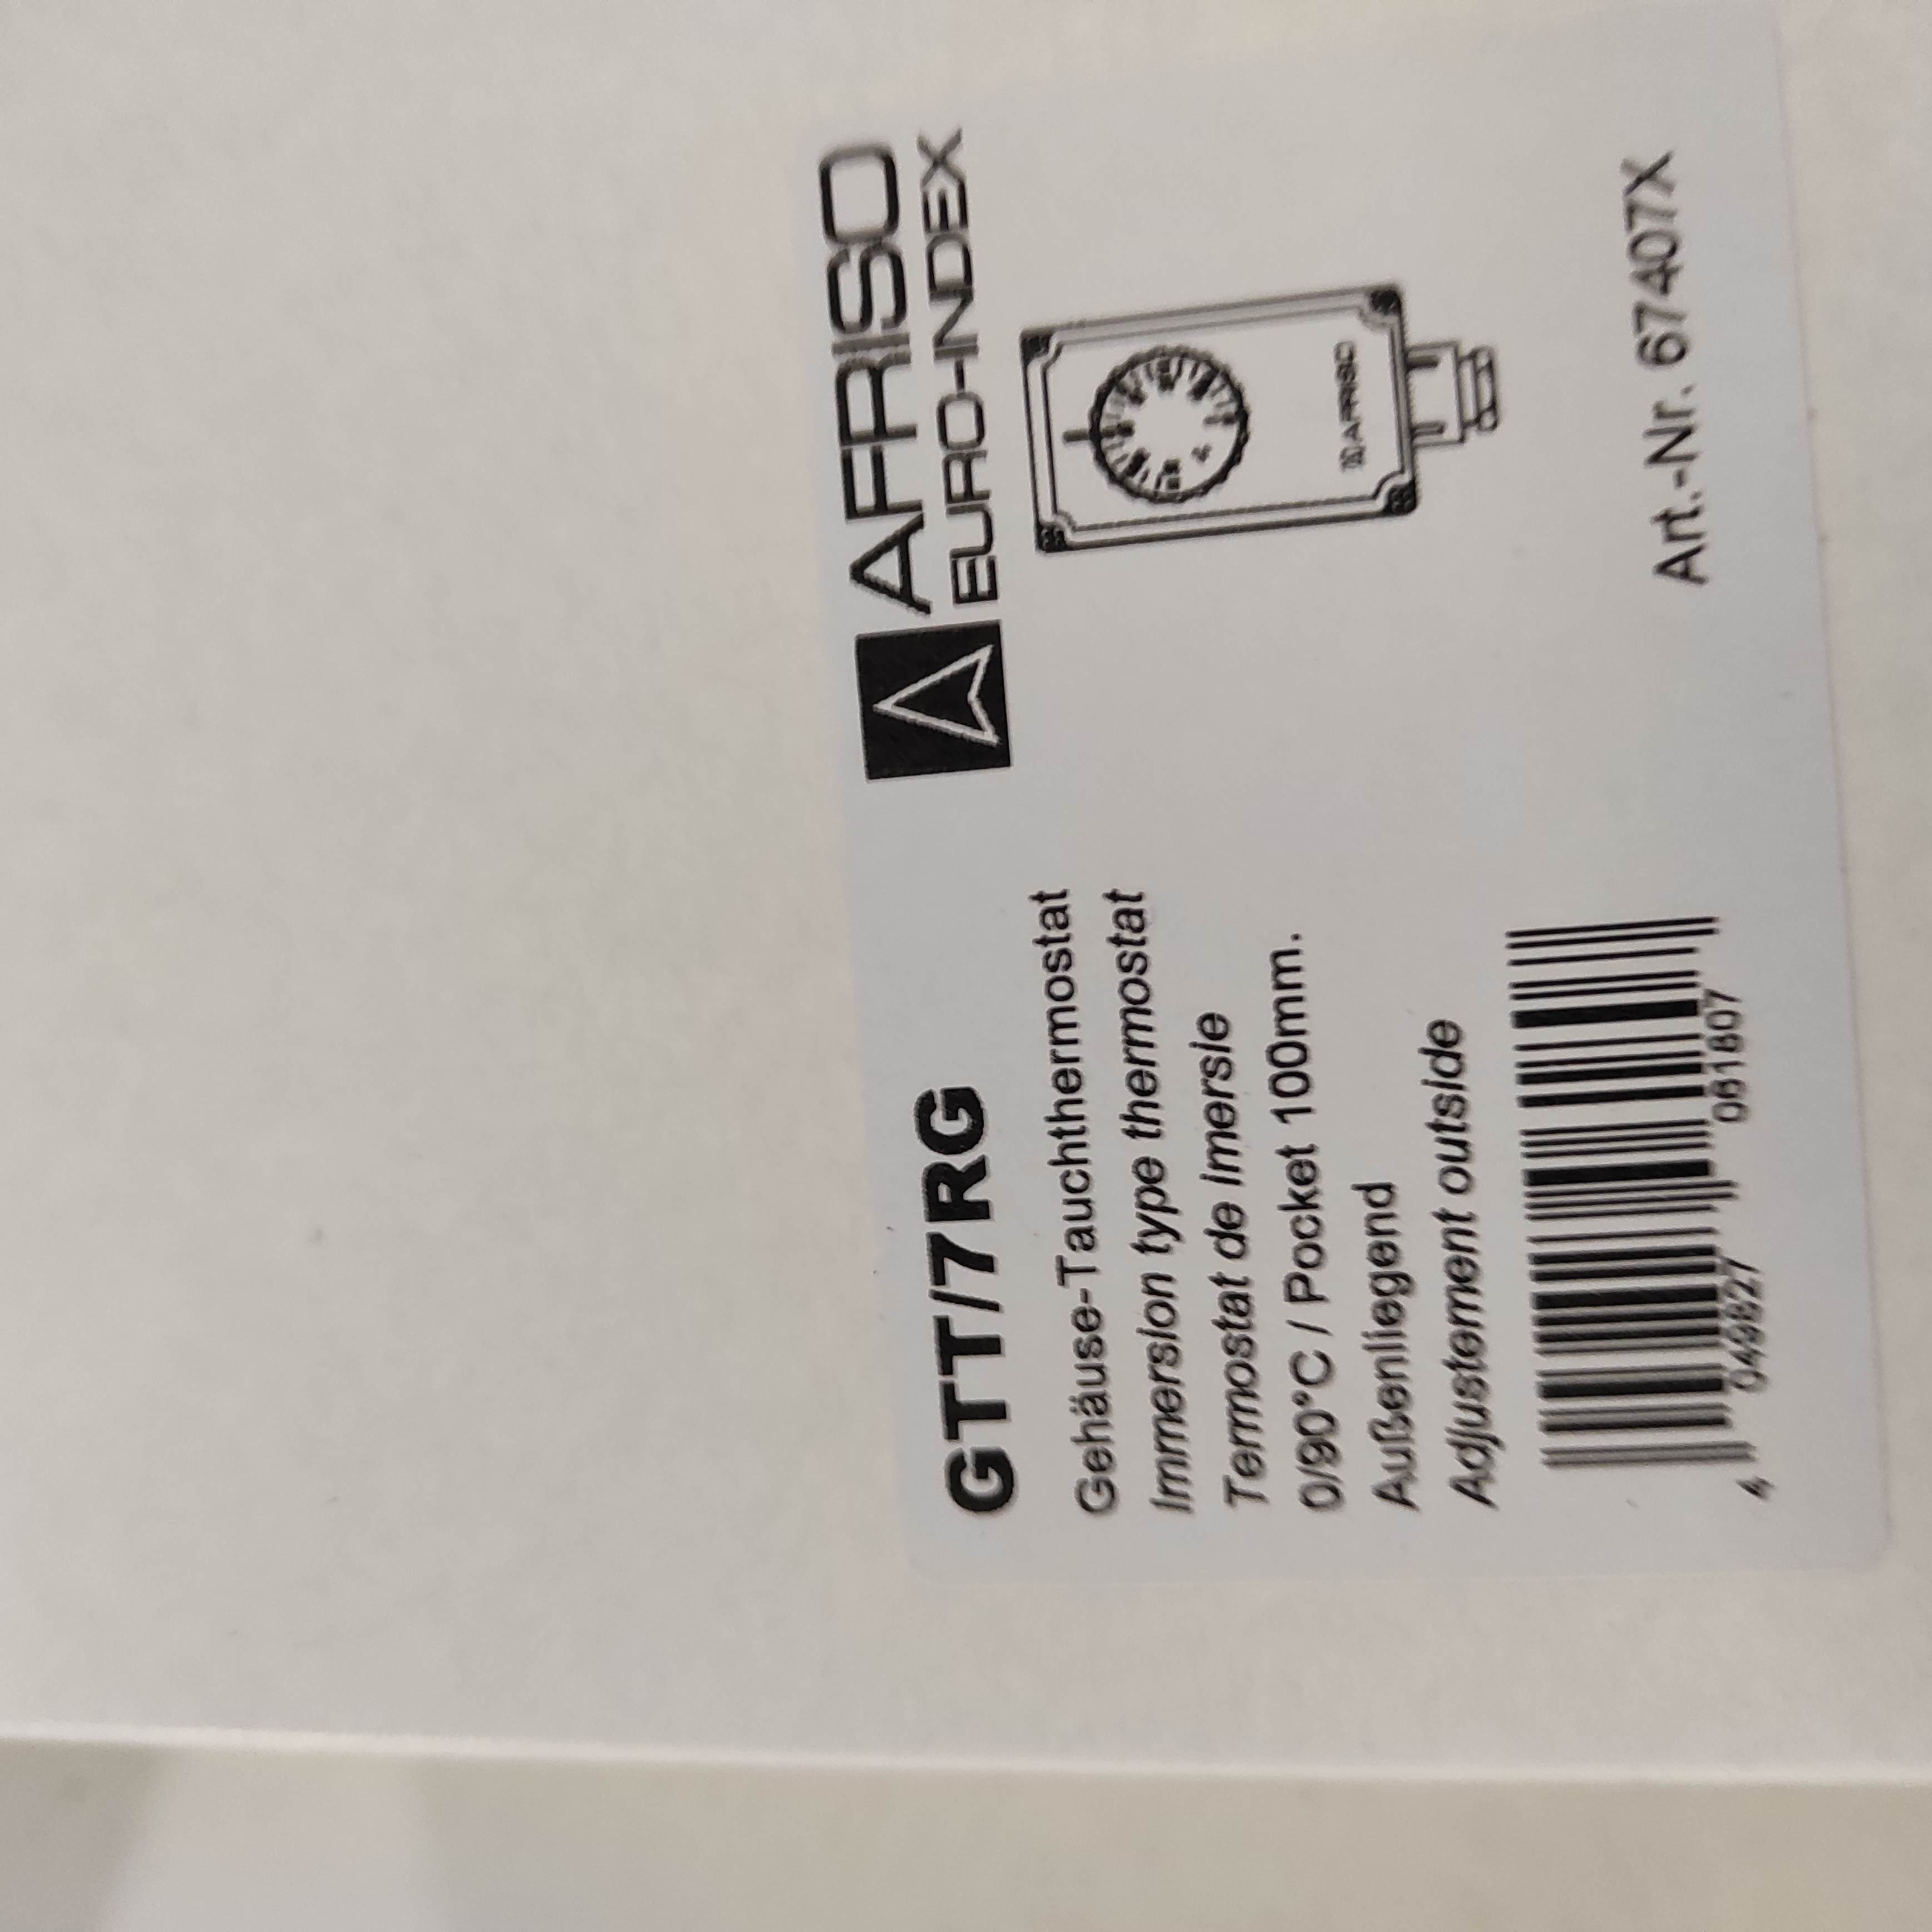 GTT/7RG
AFRISO
EURO-INDEX
Gehäuse-Tauchthermostat
Immersion type thermostat
Termostat de imersie
0/90°C / Pocket 100mm.
Außenliegend
Adjustement outside
AFRISO
Art.-Nr. 67407X
4 049827 061807